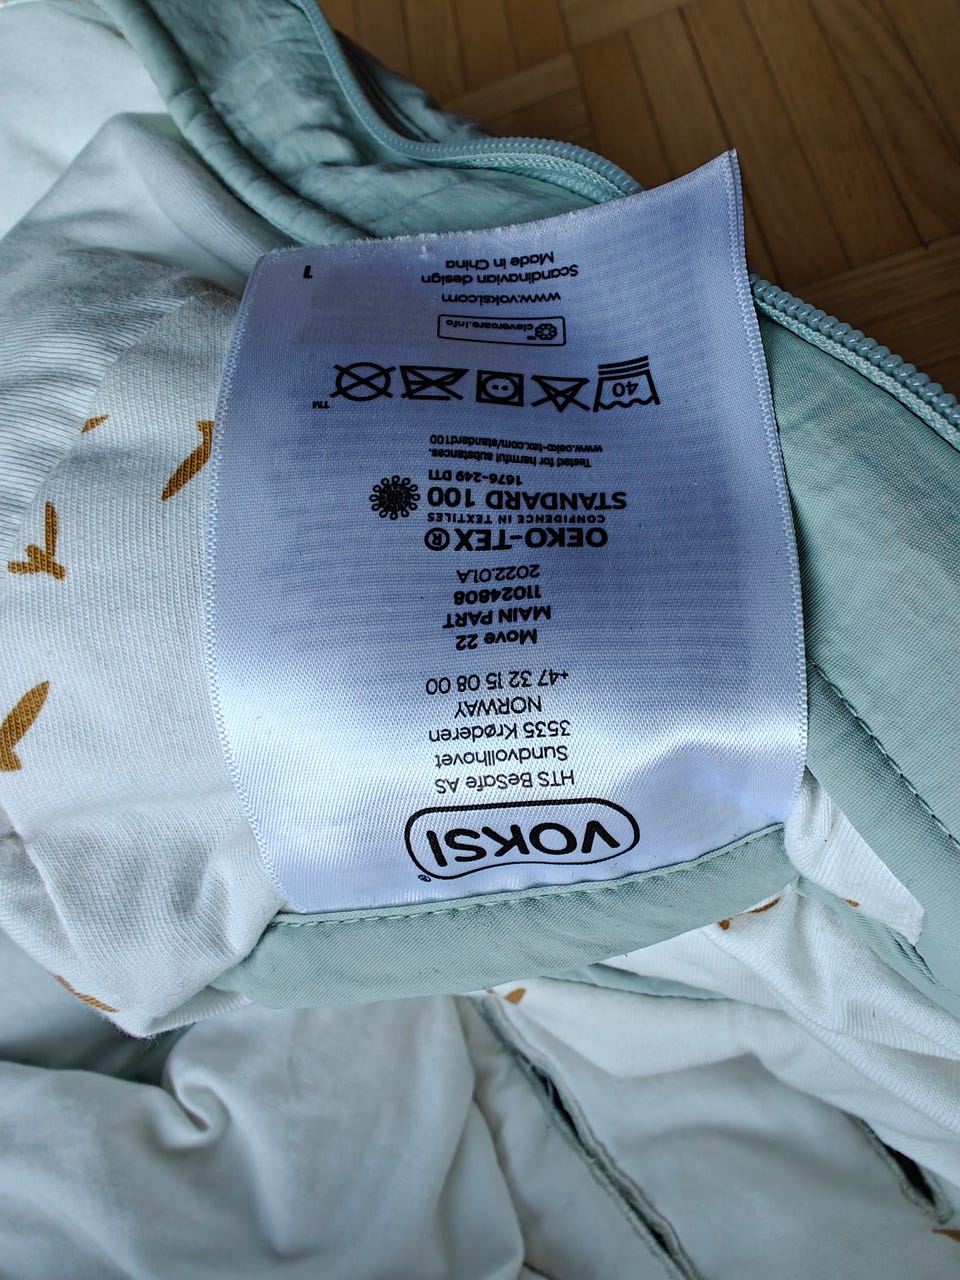 VOKSI®
HTS BeSafe AS
Sundvollhovet
3535 Krøderen
NORWAY
+47 32 15 08 00
Move 22
MAIN PART
11024808
2022.01.A
OEKO-TEX®
CONFIDENCE IN TEXTILES
STANDARD 100
1676-249 DTI
Tested for harmful substances.
www.oeko-tex.com/standard100
40
TM
clevercare.info
www.voksi.com
Scandinavian design
Made in China
1